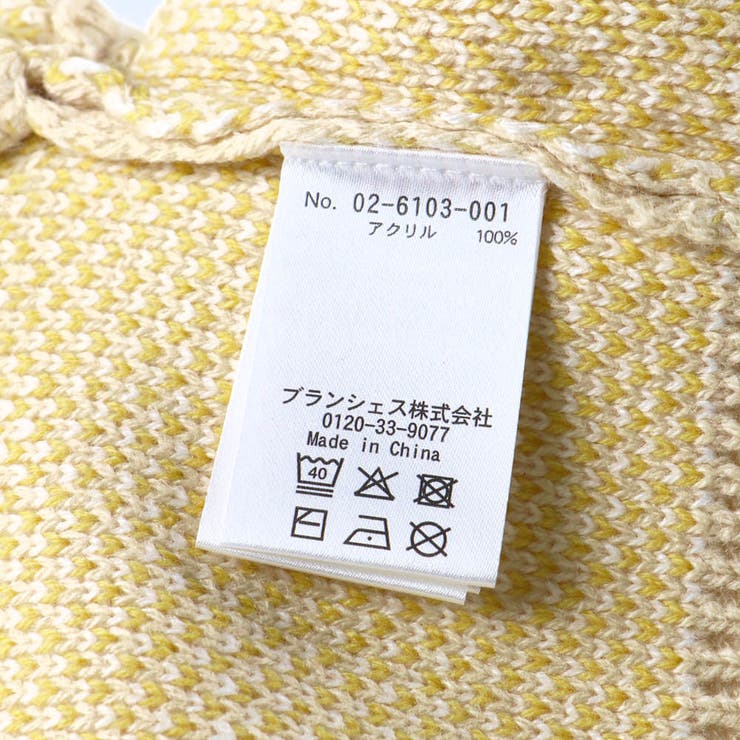 No. 02-6103-001
アクリル 100%
ブランシェス株式会社
0120-33-9077
Made in China
40